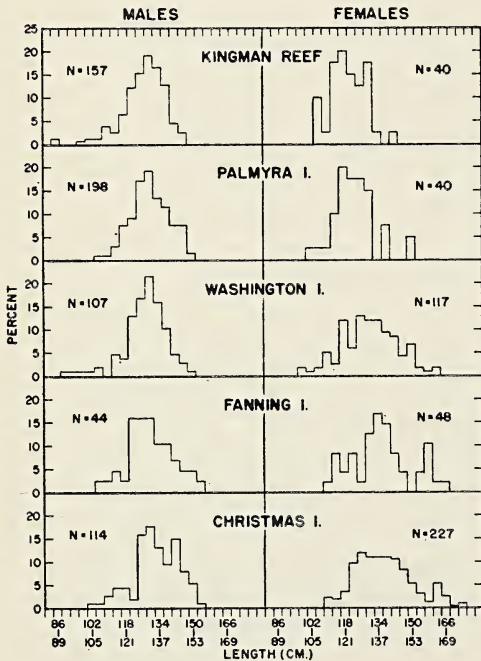 MALES FEMALES
25
20
15
10
5
0
KINGMAN REEF
N=157 N=40
20
15
10
5
0
PALMYRA I.
N=198 N=40
20
15
10
5
0
WASHINGTON I.
N=107 N=117
20
15
10
5
0
FANNING I.
N=44 N=48
20
15
10
5
0
CHRISTMAS I.
N=114 N=227
PERCENT
86 102 118 134 150 166 86 102 118 134 150 166
89 105 121 137 153 169 89 105 121 137 153 169
LENGTH (CM.)